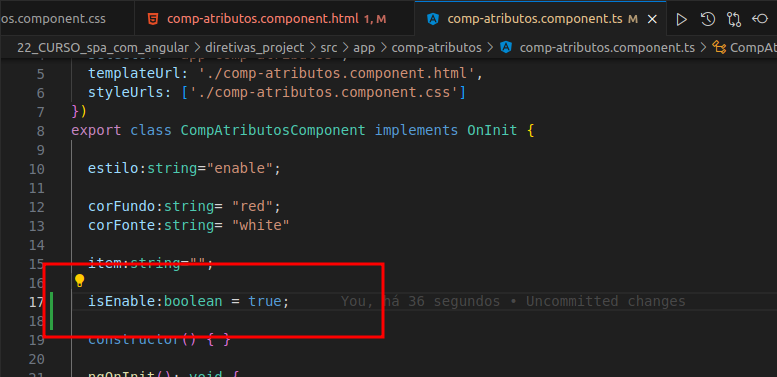 os.component.css comp-atributos.component.html 1, M comp-atributos.component.ts M
22_CURSO_spa_com_angular > diretivas_project > src > app > comp-atributos > comp-atributos.component.ts > CompAt
5 templateUrl: './comp-atributos.component.html',
6 styleUrls: ['./comp-atributos.component.css']
7 })
8 export class CompAtributosComponent implements OnInit {
9
10 estilo:string="enable";
11
12 corFundo:string= "red";
13 corFonte:string= "white"
14
15 item:string="";
16
17 isEnable:boolean = true; You, há 36 segundos • Uncommitted changes
18
19 constructor() { }
20
21 ngOnInit(): void {